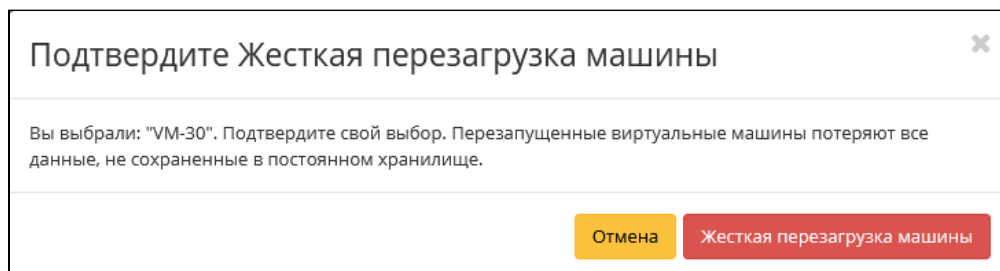 Подтвердите Жесткая перезагрузка машины
Вы выбрали: "VM-30". Подтвердите свой выбор. Перезапущенные виртуальные машины потеряют все
данные, не сохраненные в постоянном хранилище.
Отмена
Жесткая перезагрузка машины